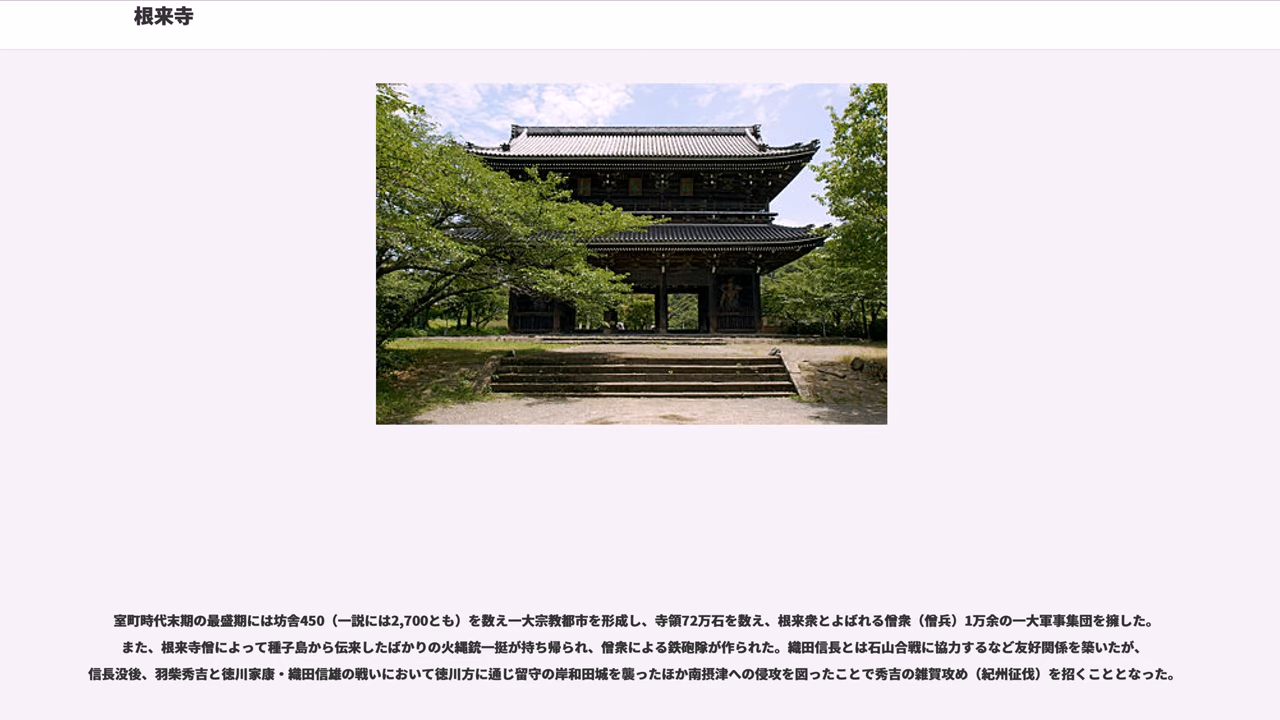 根来寺
室町時代末期の最盛期には坊舎450（一説には2,700とも）を数え一大宗教都市を形成し、寺領72万石を数え、根来衆とよばれる僧衆（僧兵）1万余の一大軍事集団を擁した。
また、根来寺僧によって種子島から伝来したばかりの火縄銃一挺が持ち帰られ、僧衆による鉄砲隊が作られた。織田信長とは石山合戦に協力するなど友好関係を築いたが、
信長没後、羽柴秀吉と徳川家康・織田信雄の戦いにおいて徳川方に通じ留守の岸和田城を襲ったほか南摂津への侵攻を図ったことで秀吉の雑賀攻め（紀州征伐）を招くこととなった。